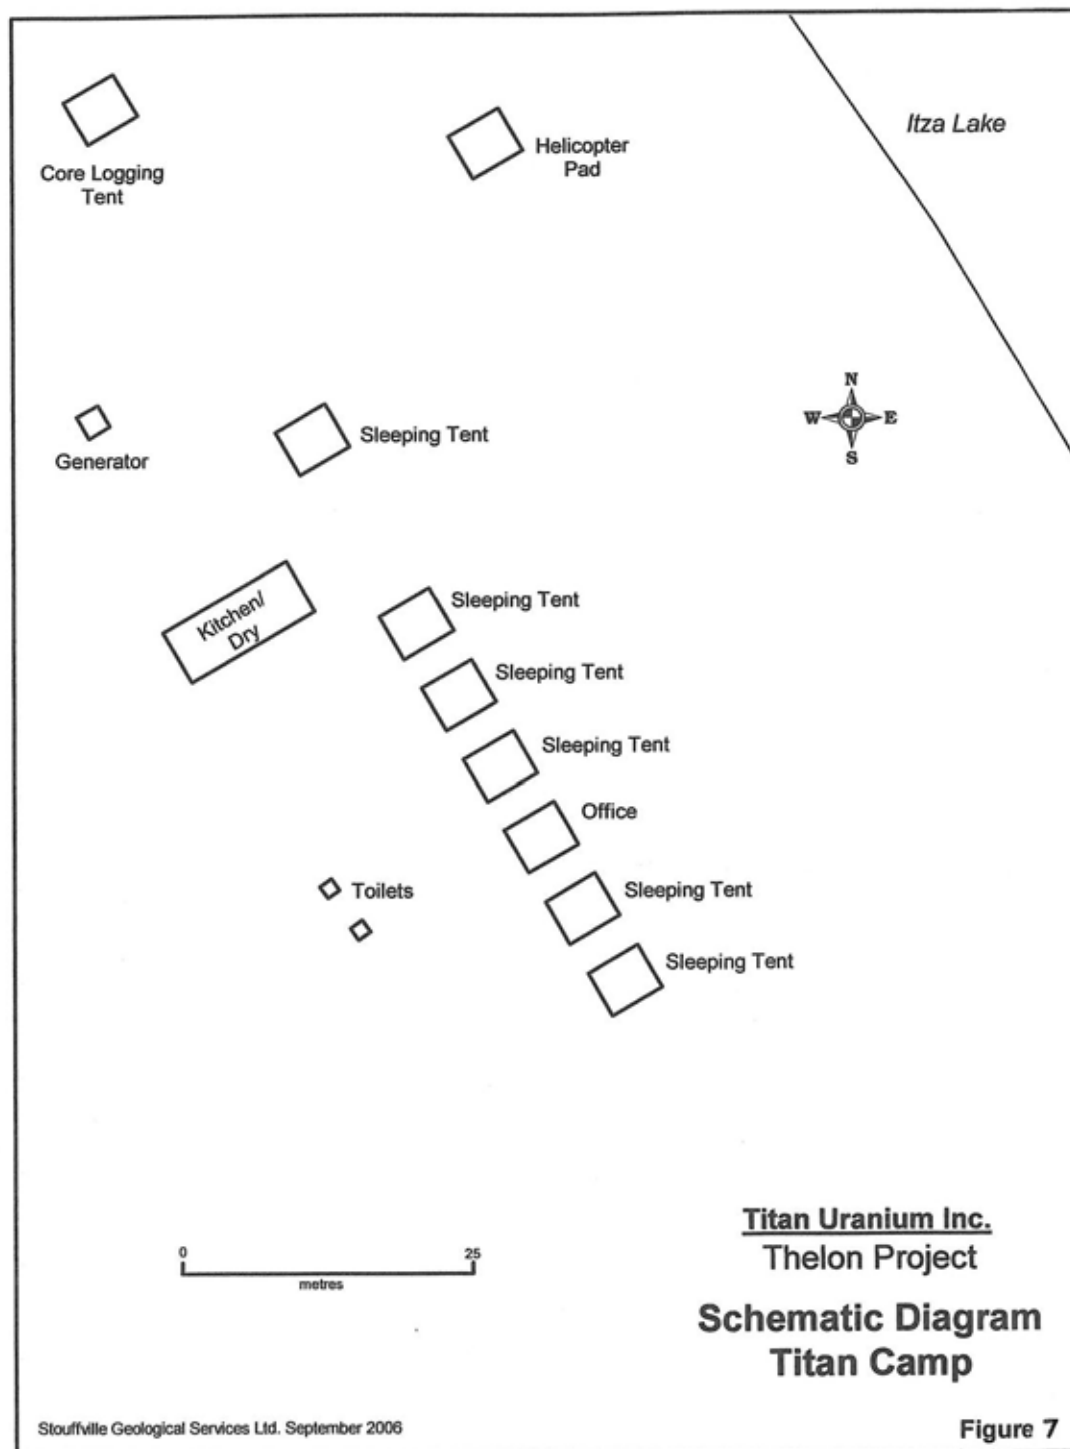 Itza Lake
Core Logging
Tent
Helicopter
Pad
N
W E
S
Generator
Sleeping Tent
Kitchen/
Dry
Sleeping Tent
Sleeping Tent
Sleeping Tent
Office
Toilets
Sleeping Tent
Sleeping Tent
0 25
metres
Titan Uranium Inc.
Thelon Project
Schematic Diagram
Titan Camp
Stouffville Geological Services Ltd. September 2006
Figure 7